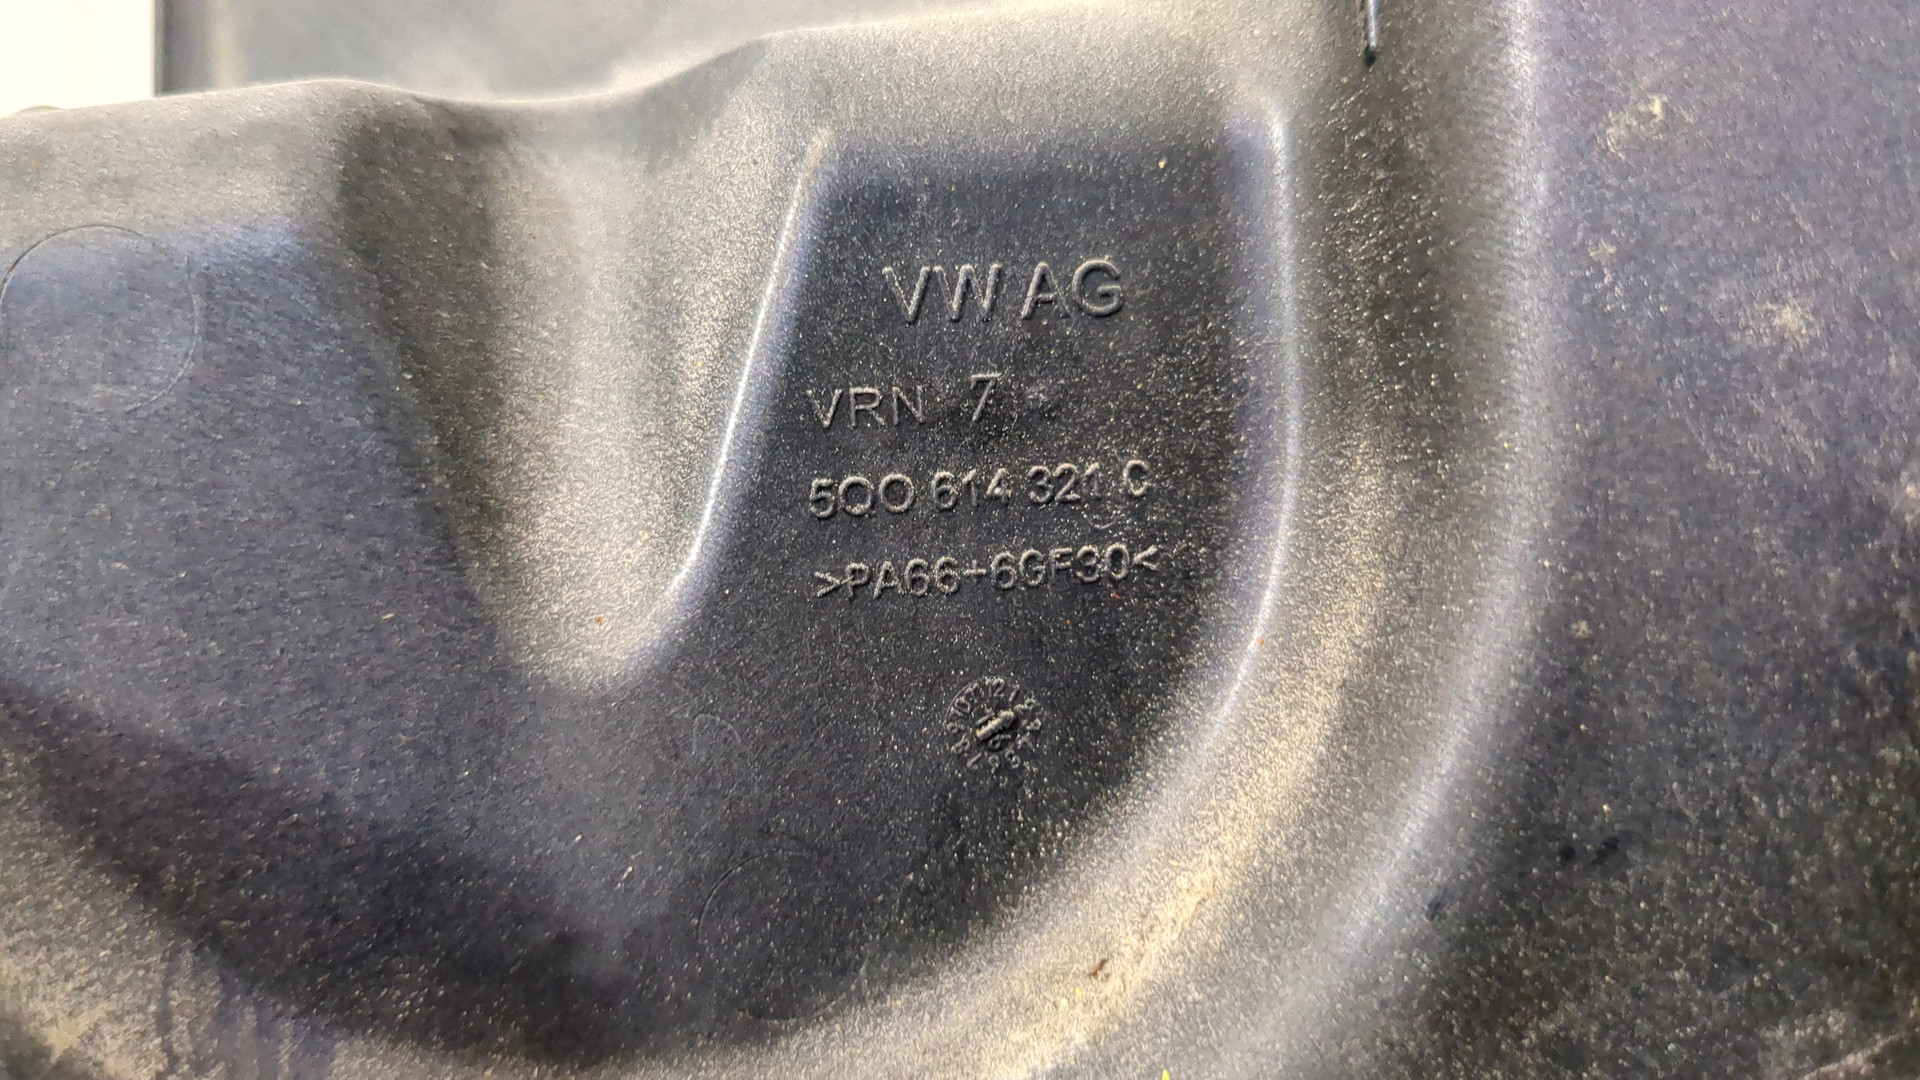 VW AG
VRN 7
5Q0 614 321 C
>PA66+6GF30<